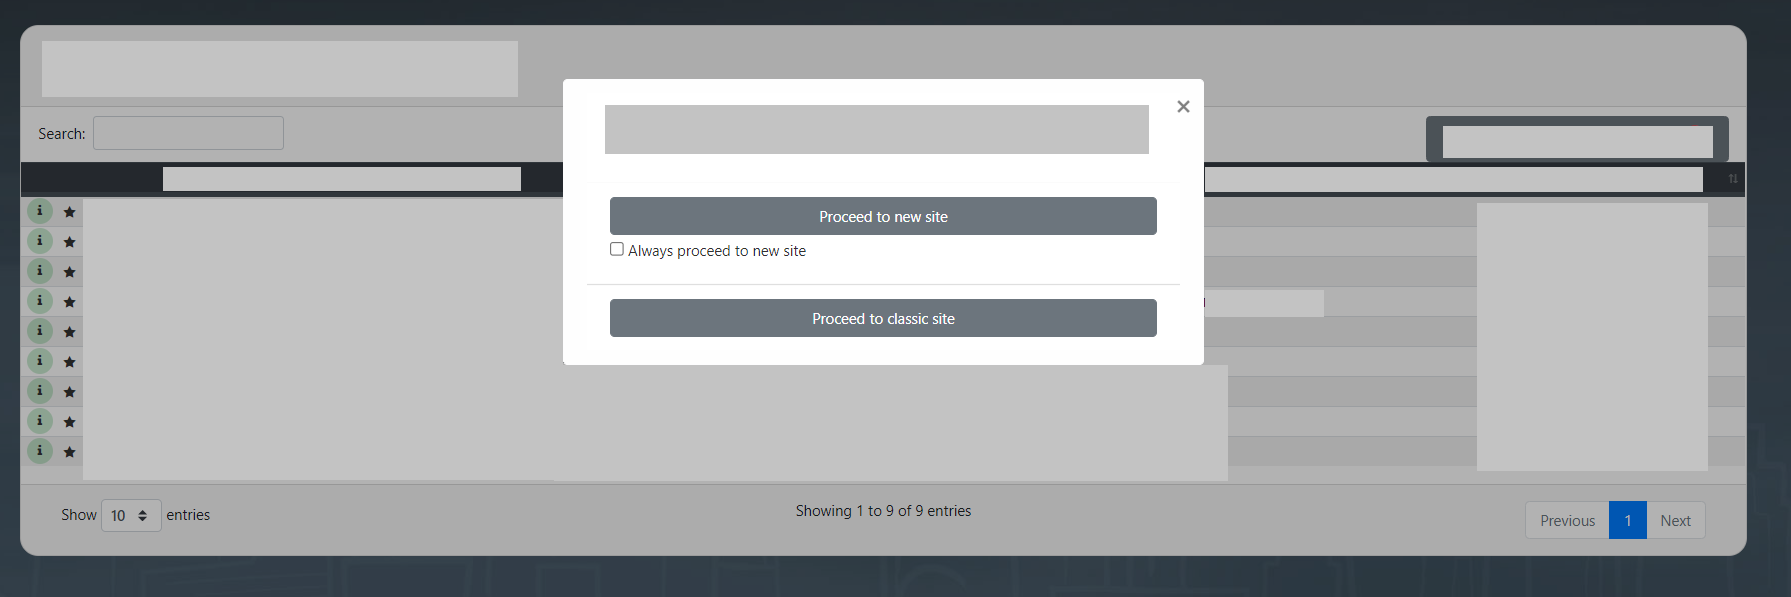 Search:
Proceed to new site
Always proceed to new site
Proceed to classic site
Show 10 entries
Showing 1 to 9 of 9 entries
Previous 1 Next